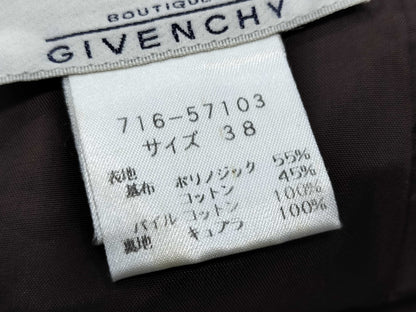 BOUTIQUE
GIVENCHY
716-57103
サイズ 38
表地
基布 ポリノジック 55%
コットン 45%
パイル コットン 100%
裏地 キュプラ 100%